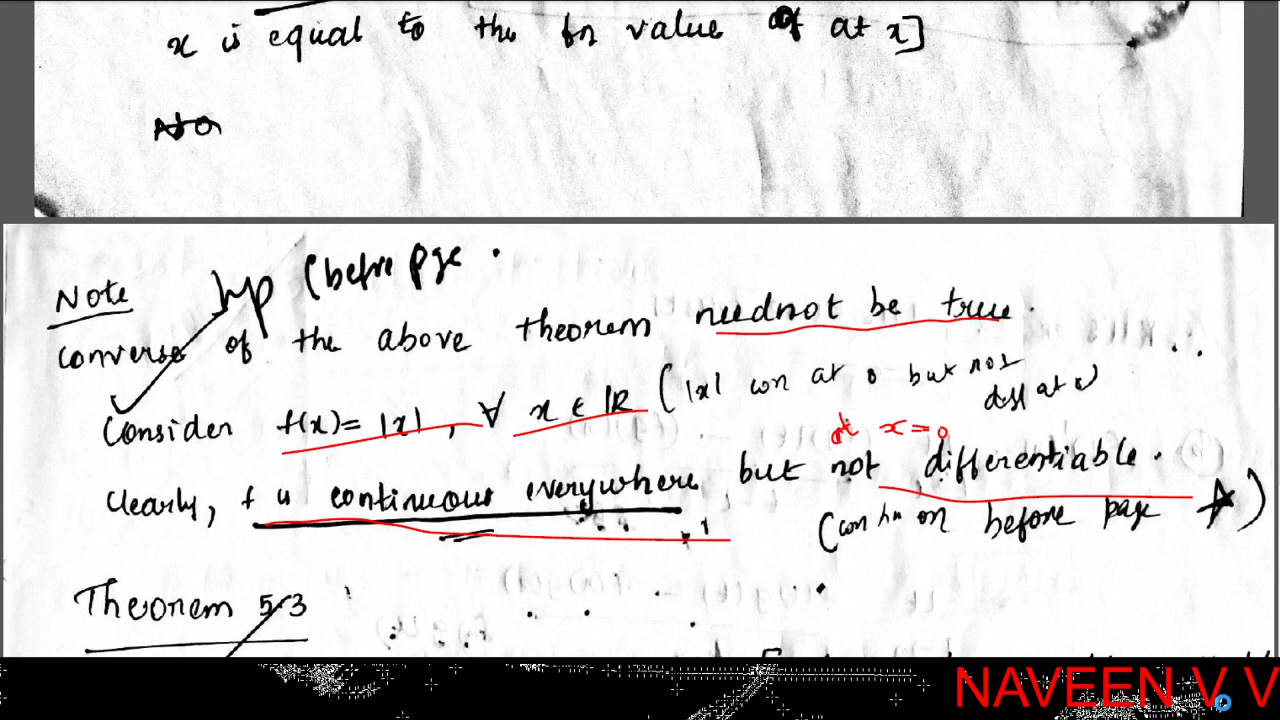 x is equal to the fn value of at x]
Note
imp (before pge .
converse of the above theorem neednot be true.
Consider f(x) = |x|, ∀ x ∈ ℝ (|x| con at 0 but not
diff at 0)
at x=0
Clearly, f is continuous everywhere but not differentiable.
on before page
Theorem 5.3
NAVEEN V V